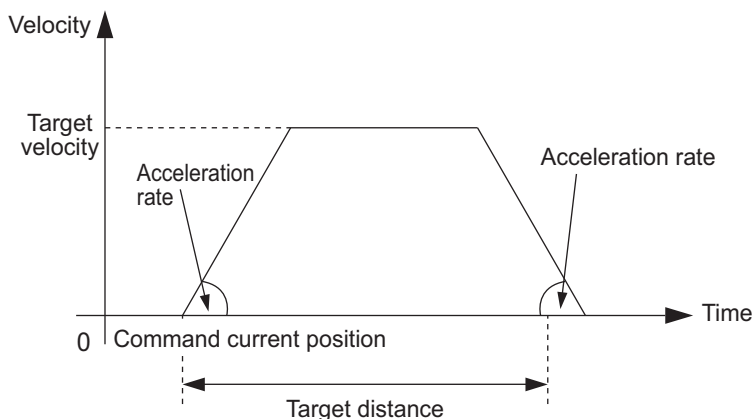 Velocity
Target
velocity
Acceleration
rate
Acceleration rate
Time
0
Command current position
Target distance